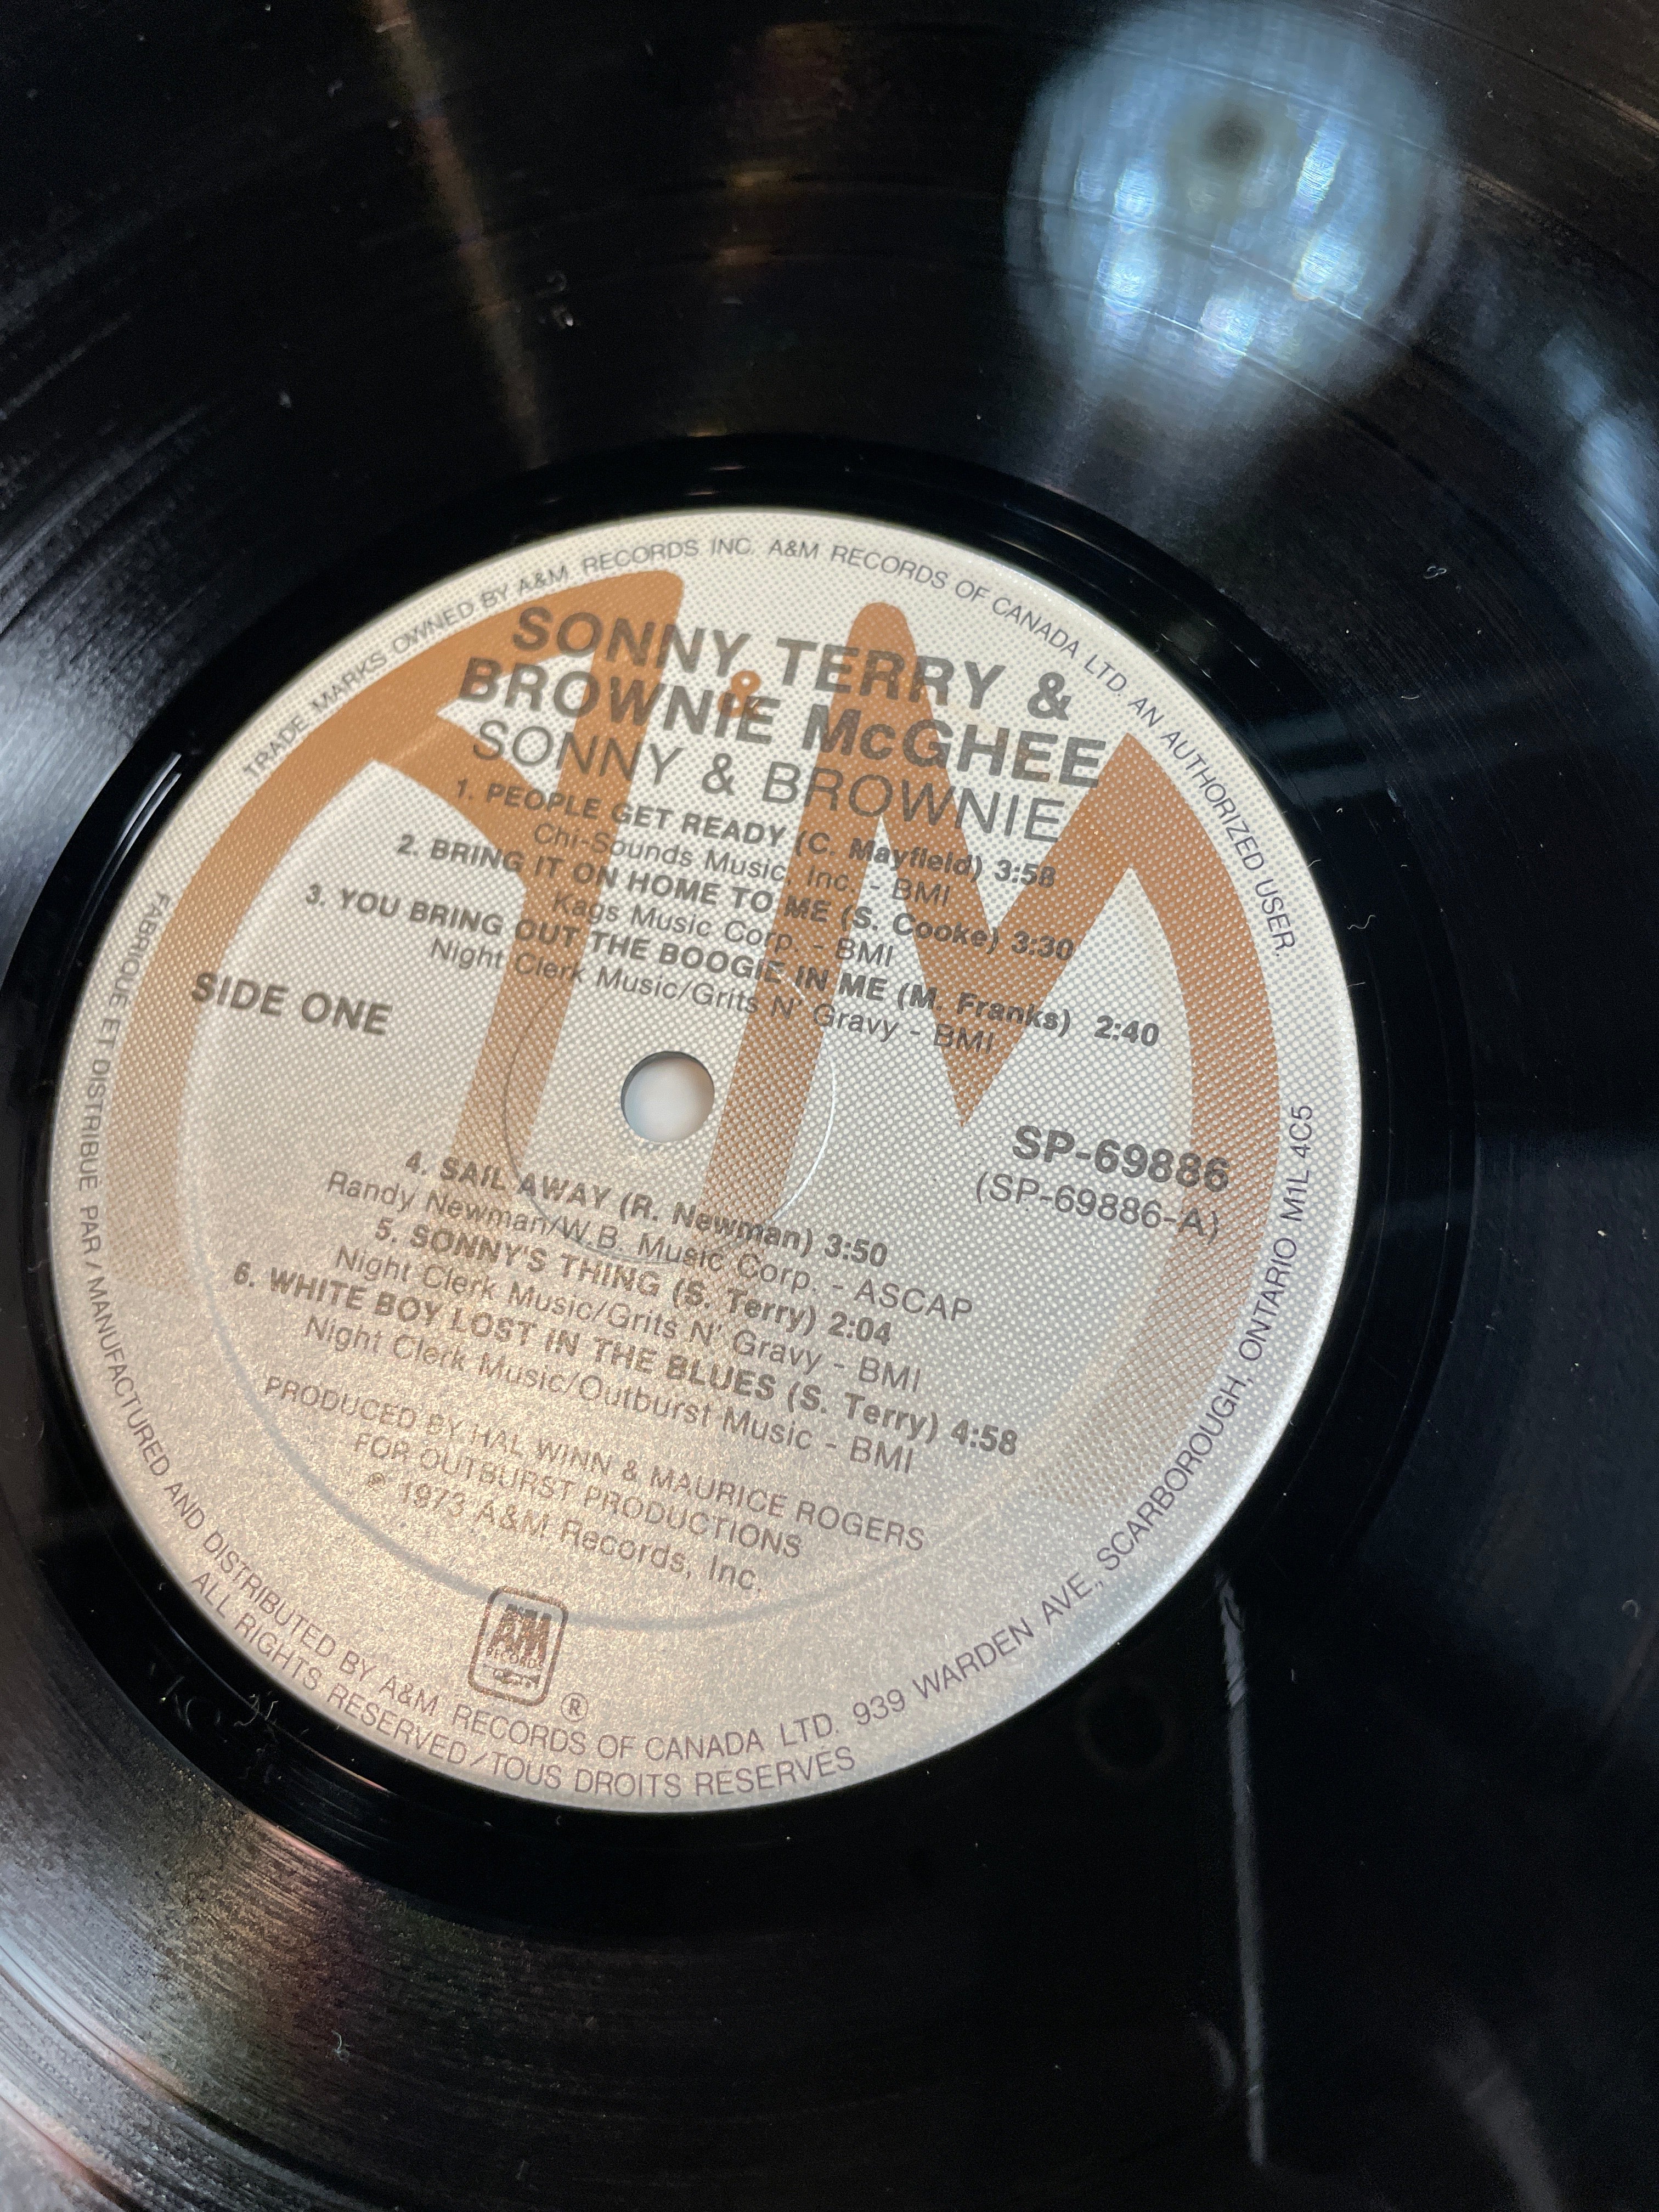 TRADE MARKS OWNED BY A&M RECORDS INC. A&M RECORDS OF CANADA LTD. AN AUTHORIZED USER.
SONNY TERRY &
BROWNIE McGHEE
SONNY & BROWNIE
1. PEOPLE GET READY (C. Mayfield) 3:58
Chi-Sounds Music, Inc. - BMI
2. BRING IT ON HOME TO ME (S. Cooke) 3:30
Kags Music Corp. - BMI
3. YOU BRING OUT THE BOOGIE IN ME (M. Franks) 2:40
Night Clerk Music/Grits N' Gravy - BMI
SIDE ONE
SP-69886
(SP-69886-A)
4. SAIL AWAY (R. Newman) 3:50
Randy Newman/W.B. Music Corp. - ASCAP
5. SONNY'S THING (S. Terry) 2:04
Night Clerk Music/Grits N' Gravy - BMI
6. WHITE BOY LOST IN THE BLUES (S. Terry) 4:58
Night Clerk Music/Outburst Music - BMI
PRODUCED BY HAL WINN & MAURICE ROGERS
FOR OUTBURST PRODUCTIONS
℗ 1973 A&M Records, Inc.
A&M
RECORDS
®
FABRIQUE ET DISTRIBUE PAR / MANUFACTURED AND DISTRIBUTED BY A&M RECORDS OF CANADA LTD. 939 WARDEN AVE., SCARBOROUGH, ONTARIO M1L 4C5
ALL RIGHTS RESERVED/TOUS DROITS RESERVÉS